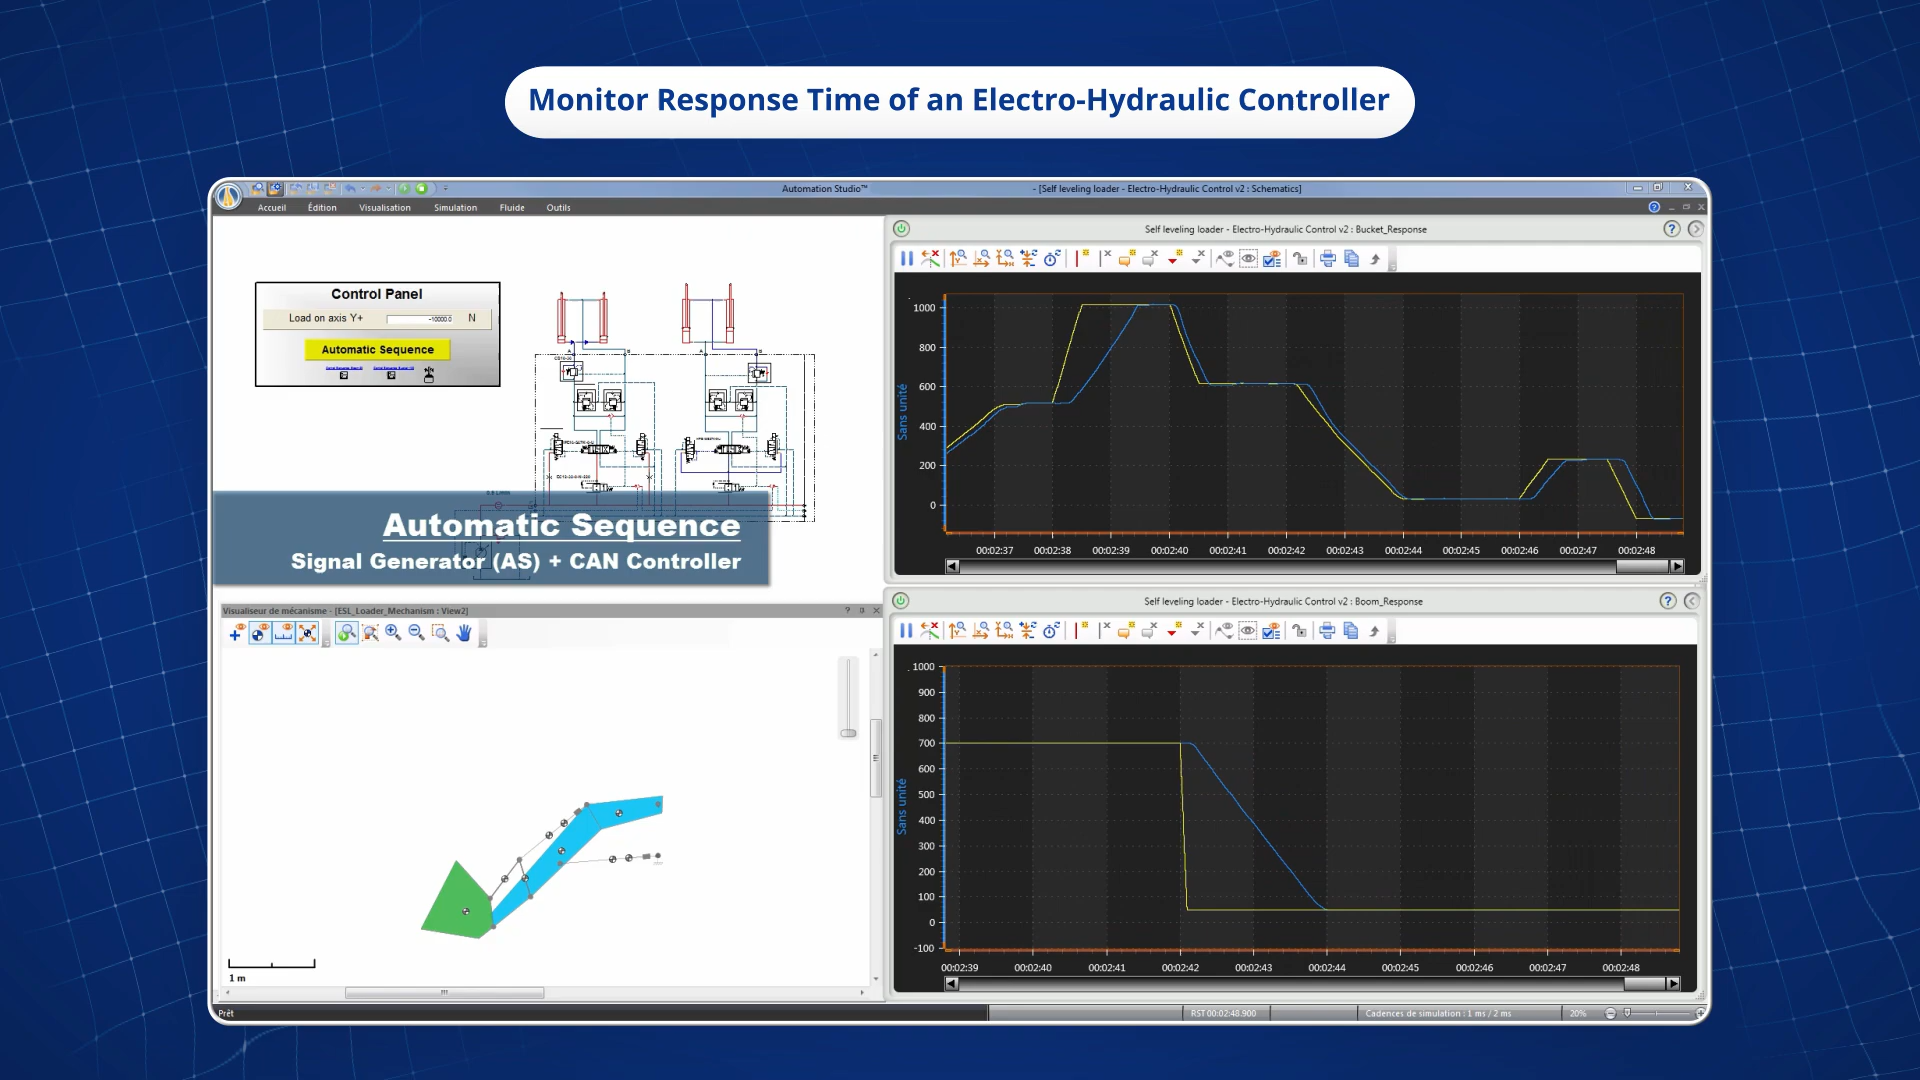 Monitor Response Time of an Electro-Hydraulic Controller
Automation Studio™
- [Self leveling loader - Electro-Hydraulic Control v2 : Schematics]
Accueil
Édition
Visualisation
Simulation
Fluide
Outils
Control Panel
Load on axis Y+
-10000.0
N
Automatic Sequence
Automatic Sequence
Signal Generator (AS) + CAN Controller
Self leveling loader - Electro-Hydraulic Control v2 : Bucket_Response
1000
800
600
400
200
0
Sans unité
00:02:37
00:02:38
00:02:39
00:02:40
00:02:41
00:02:42
00:02:43
00:02:44
00:02:45
00:02:46
00:02:47
00:02:48
Visualiseur de mécanisme - [ESL_Loader_Mechanism : View2]
1 m
Self leveling loader - Electro-Hydraulic Control v2 : Boom_Response
1000
900
800
700
600
500
400
300
200
100
0
-100
Sans unité
00:02:39
00:02:40
00:02:41
00:02:42
00:02:43
00:02:44
00:02:45
00:02:46
00:02:47
00:02:48
Prêt
RST 00:02:48.900
Cadences de simulation : 1 ms / 2 ms
20%